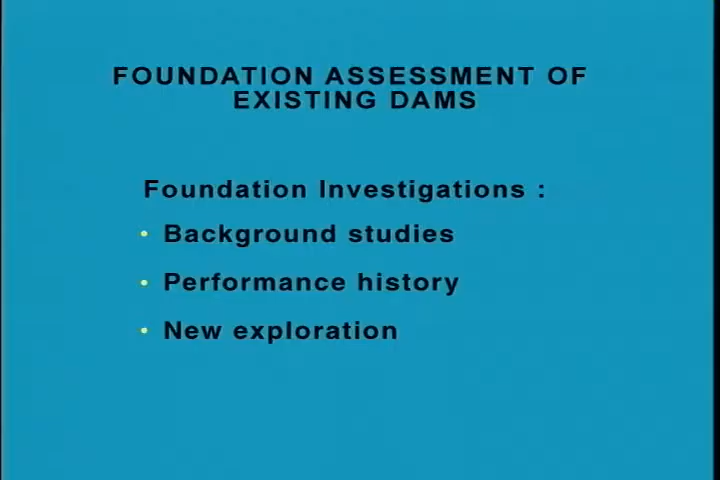 FOUNDATION ASSESSMENT OF
EXISTING DAMS
Foundation Investigations :
• Background studies
• Performance history
• New exploration